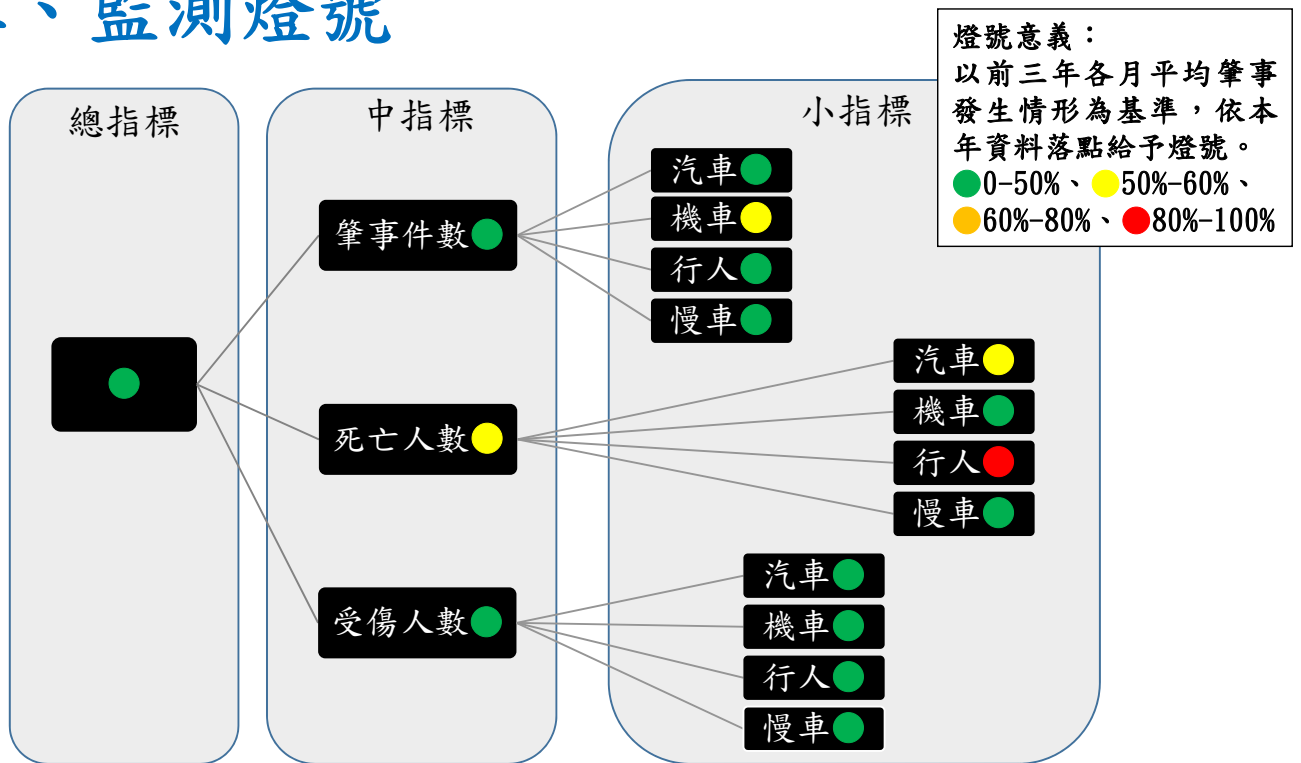 、監測燈號
燈號意義：
以前三年各月平均肇事
發生情形為基準，依本
年資料落點給予燈號。
0-50%、50%-60%、
60%-80%、80%-100%
總指標
中指標
小指標
肇事件數
汽車
機車
行人
慢車
死亡人數
汽車
機車
行人
慢車
受傷人數
汽車
機車
行人
慢車